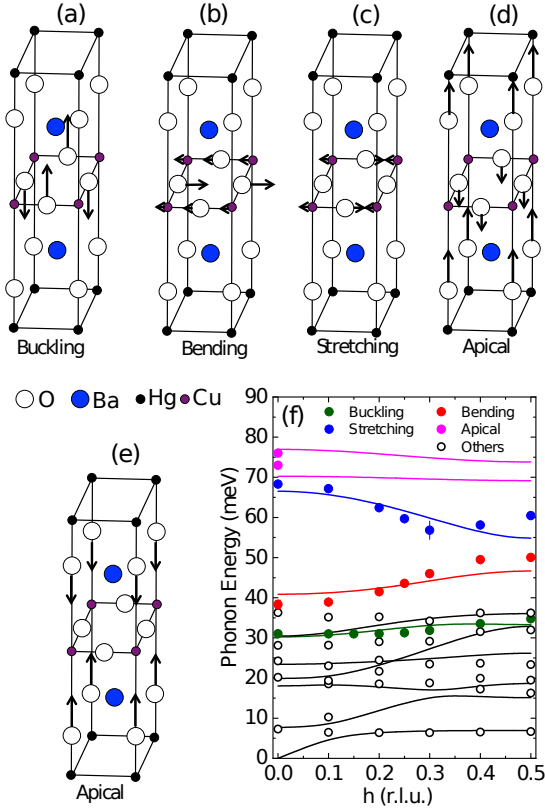 (a) (b) (c) (d)
Buckling Bending Stretching Apical
O Ba Hg Cu
(e)
Apical
(f)
Buckling Bending
Stretching Apical
Others
Phonon Energy (meV)
90
80
70
60
50
40
30
20
10
0
0.0 0.1 0.2 0.3 0.4 0.5
h (r.l.u.)